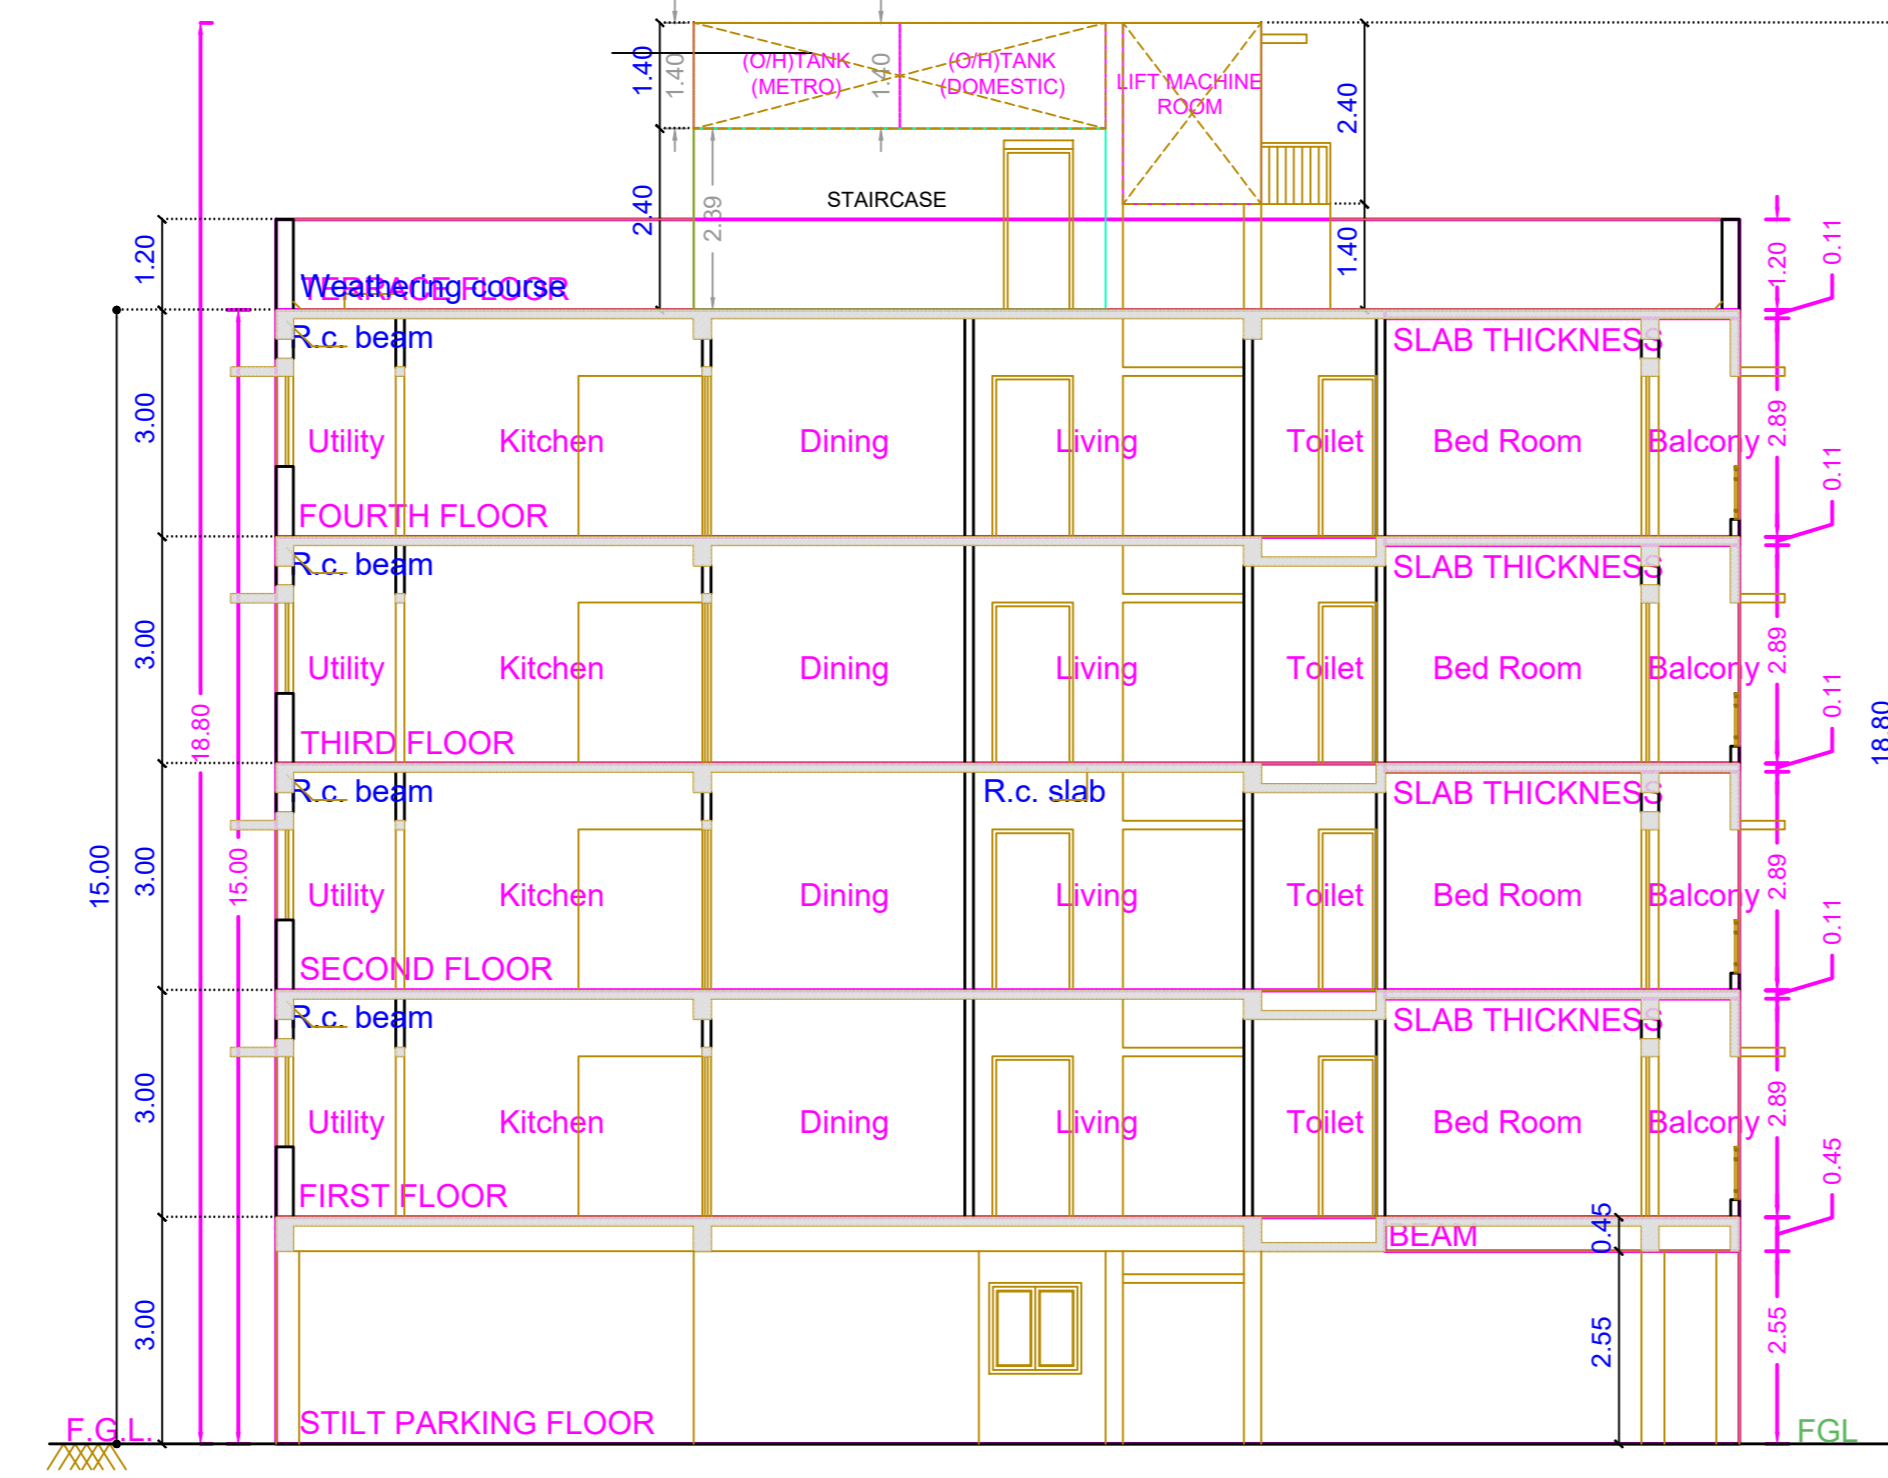 1.40
1.40
(O/H)TANK
(METRO)
1.40
(O/H)TANK
(DOMESTIC)
LIFT MACHINE
ROOM
2.40
2.40
2.39
STAIRCASE
1.40
1.20
1.20
0.11
TERRACE FLOOR
Weathering course
R.c. beam
SLAB THICKNESS
3.00
Utility
Kitchen
Dining
Living
Toilet
Bed Room
Balcony
2.89
0.11
FOURTH FLOOR
R.c. beam
SLAB THICKNESS
3.00
Utility
Kitchen
Dining
Living
Toilet
Bed Room
Balcony
2.89
0.11
18.80
18.80
THIRD FLOOR
R.c. beam
R.c. slab
SLAB THICKNESS
15.00
3.00
15.00
Utility
Kitchen
Dining
Living
Toilet
Bed Room
Balcony
2.89
0.11
SECOND FLOOR
R.c. beam
SLAB THICKNESS
3.00
Utility
Kitchen
Dining
Living
Toilet
Bed Room
Balcony
2.89
0.45
FIRST FLOOR
BEAM
0.45
3.00
2.55
2.55
STILT PARKING FLOOR
F.G.L.
FGL